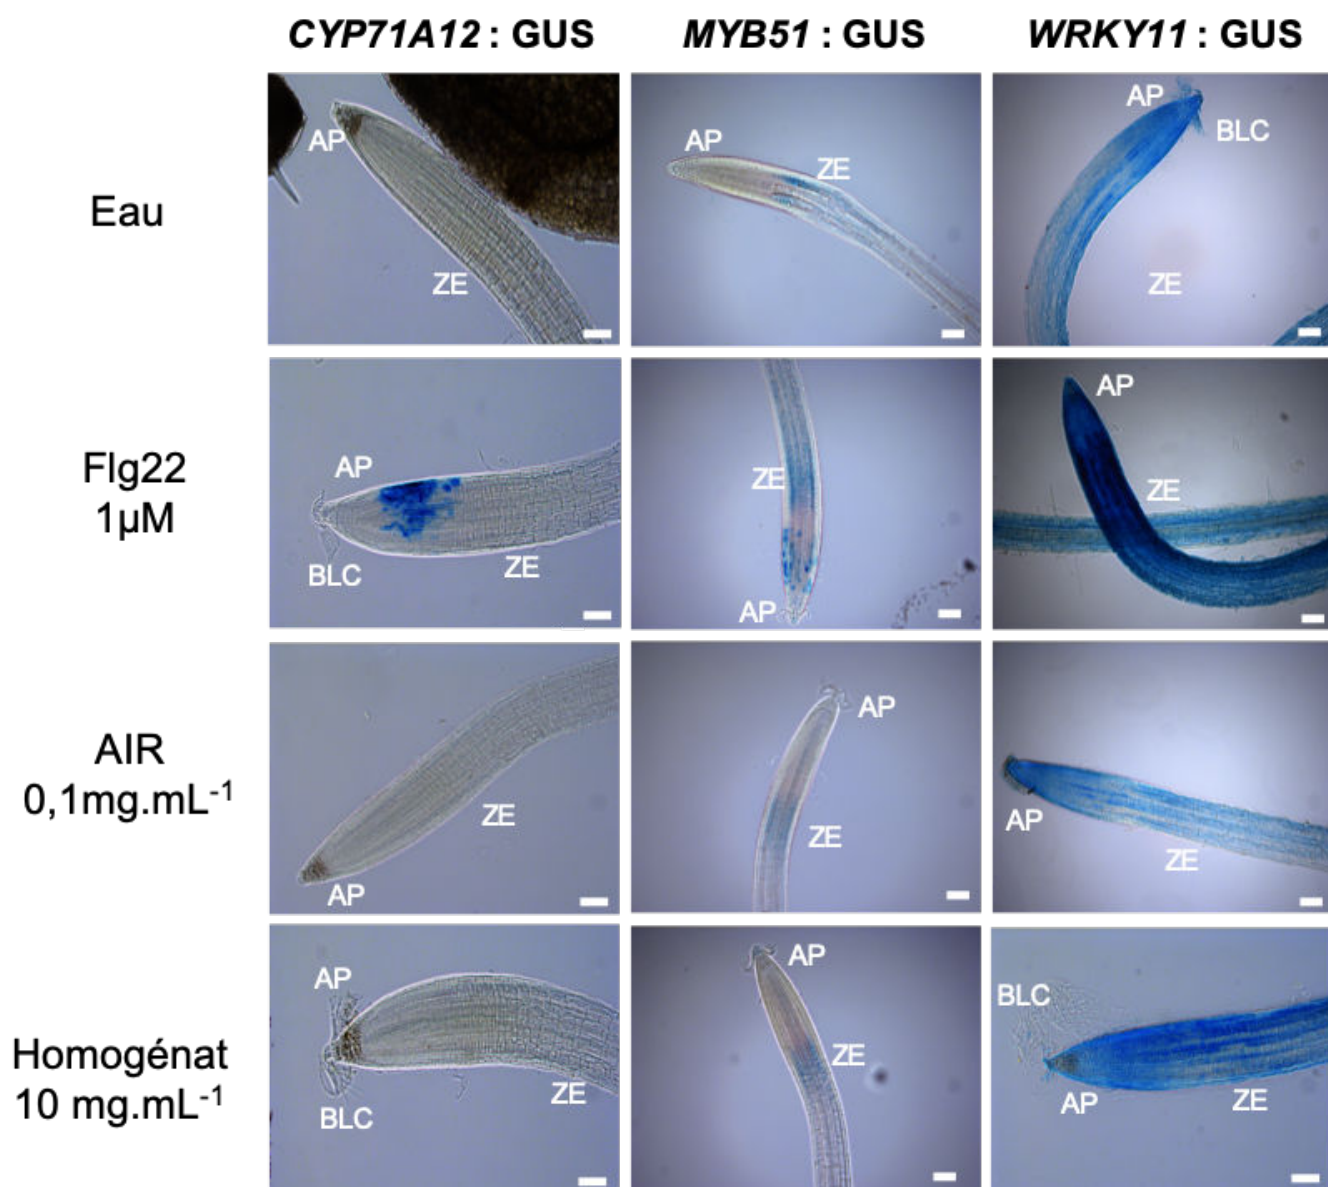 CYP71A12 : GUS MYB51 : GUS WRKY11 : GUS
Eau
AP
ZE
AP
ZE
AP
BLC
ZE
Flg22
1µM
AP
BLC
ZE
ZE
AP
AP
ZE
AIR
0,1mg.mL⁻¹
ZE
AP
AP
ZE
AP
ZE
Homogénat
10 mg.mL⁻¹
AP
BLC
ZE
AP
ZE
BLC
AP
ZE